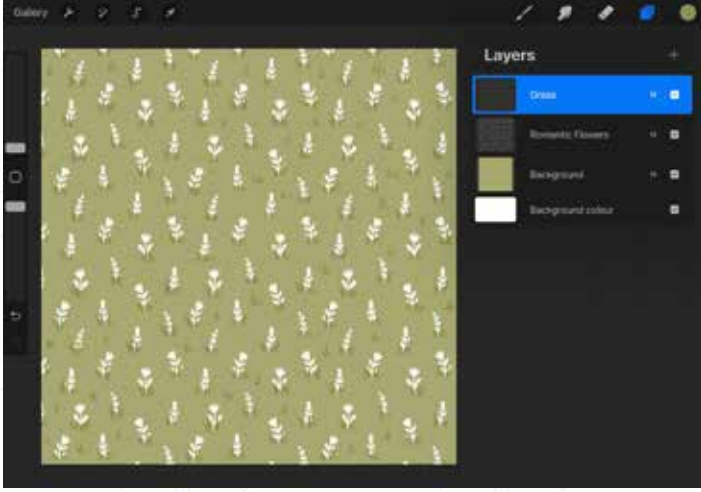 Gallery
Layers
Grass
N
Romantic Flowers
N
Background
N
Background colour